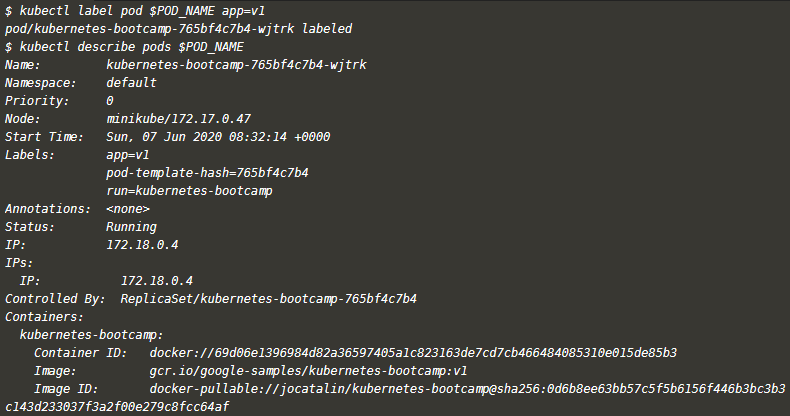 $ kubectl label pod $POD_NAME app=v1
pod/kubernetes-bootcamp-765bf4c7b4-wjtrk labeled
$ kubectl describe pods $POD_NAME
Name:         kubernetes-bootcamp-765bf4c7b4-wjtrk
Namespace:    default
Priority:     0
Node:         minikube/172.17.0.47
Start Time:   Sun, 07 Jun 2020 08:32:14 +0000
Labels:       app=v1
              pod-template-hash=765bf4c7b4
              run=kubernetes-bootcamp
Annotations:  <none>
Status:       Running
IP:           172.18.0.4
IPs:
  IP:           172.18.0.4
Controlled By:  ReplicaSet/kubernetes-bootcamp-765bf4c7b4
Containers:
  kubernetes-bootcamp:
    Container ID:   docker://69d06e1396984d82a36597405a1c823163de7cd7cb466484085310e015de85b3
    Image:          gcr.io/google-samples/kubernetes-bootcamp:v1
    Image ID:       docker-pullable://jocatalin/kubernetes-bootcamp@sha256:0d6b8ee63bb57c5f5b6156f446b3bc3b3
c143d233037f3a2f00e279c8fcc64af